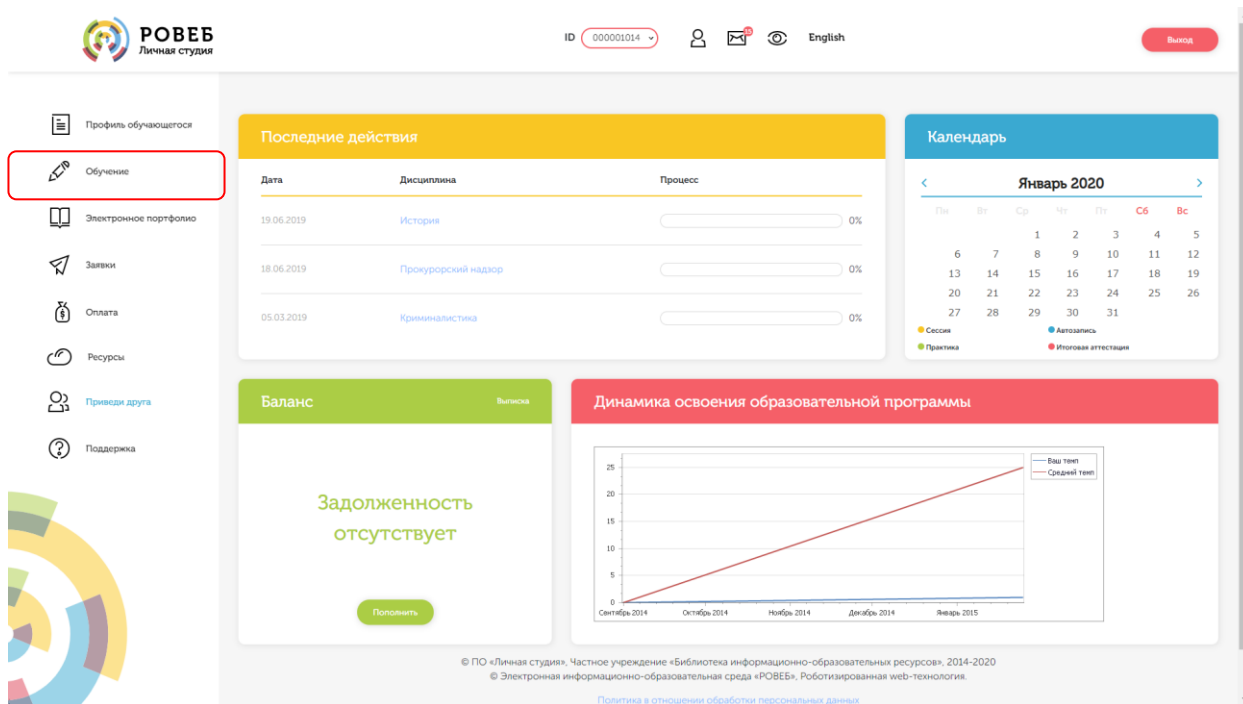 РОВЕБ
Личная студия
ID 000001014
English
Выход
Профиль обучающегося
Обучение
Электронное портфолио
Заявки
Оплата
Ресурсы
Приведи друга
Поддержка
Последние действия
Дата Дисциплина Процесс
19.06.2019 История 0%
18.06.2019 Прокурорский надзор 0%
05.03.2019 Криминалистика 0%
Календарь
Январь 2020
Пн Вт Ср Чт Пт Сб Вс
1 2 3 4 5
6 7 8 9 10 11 12
13 14 15 16 17 18 19
20 21 22 23 24 25 26
27 28 29 30 31
Сессия Автозапись
Практика Итоговая аттестация
Баланс Выписка
Задолженность
отсутствует
Пополнить
Динамика освоения образовательной программы
25
20
15
10
5
0
Сентябрь 2014 Октябрь 2014 Ноябрь 2014 Декабрь 2014 Январь 2015
Ваш темп
Средний темп
© ПО «Личная студия», Частное учреждение «Библиотека информационно-образовательных ресурсов», 2014-2020
© Электронная информационно-образовательная среда «РОВЕБ», Роботизированная web-технология.
Политика в отношении обработки персональных данных